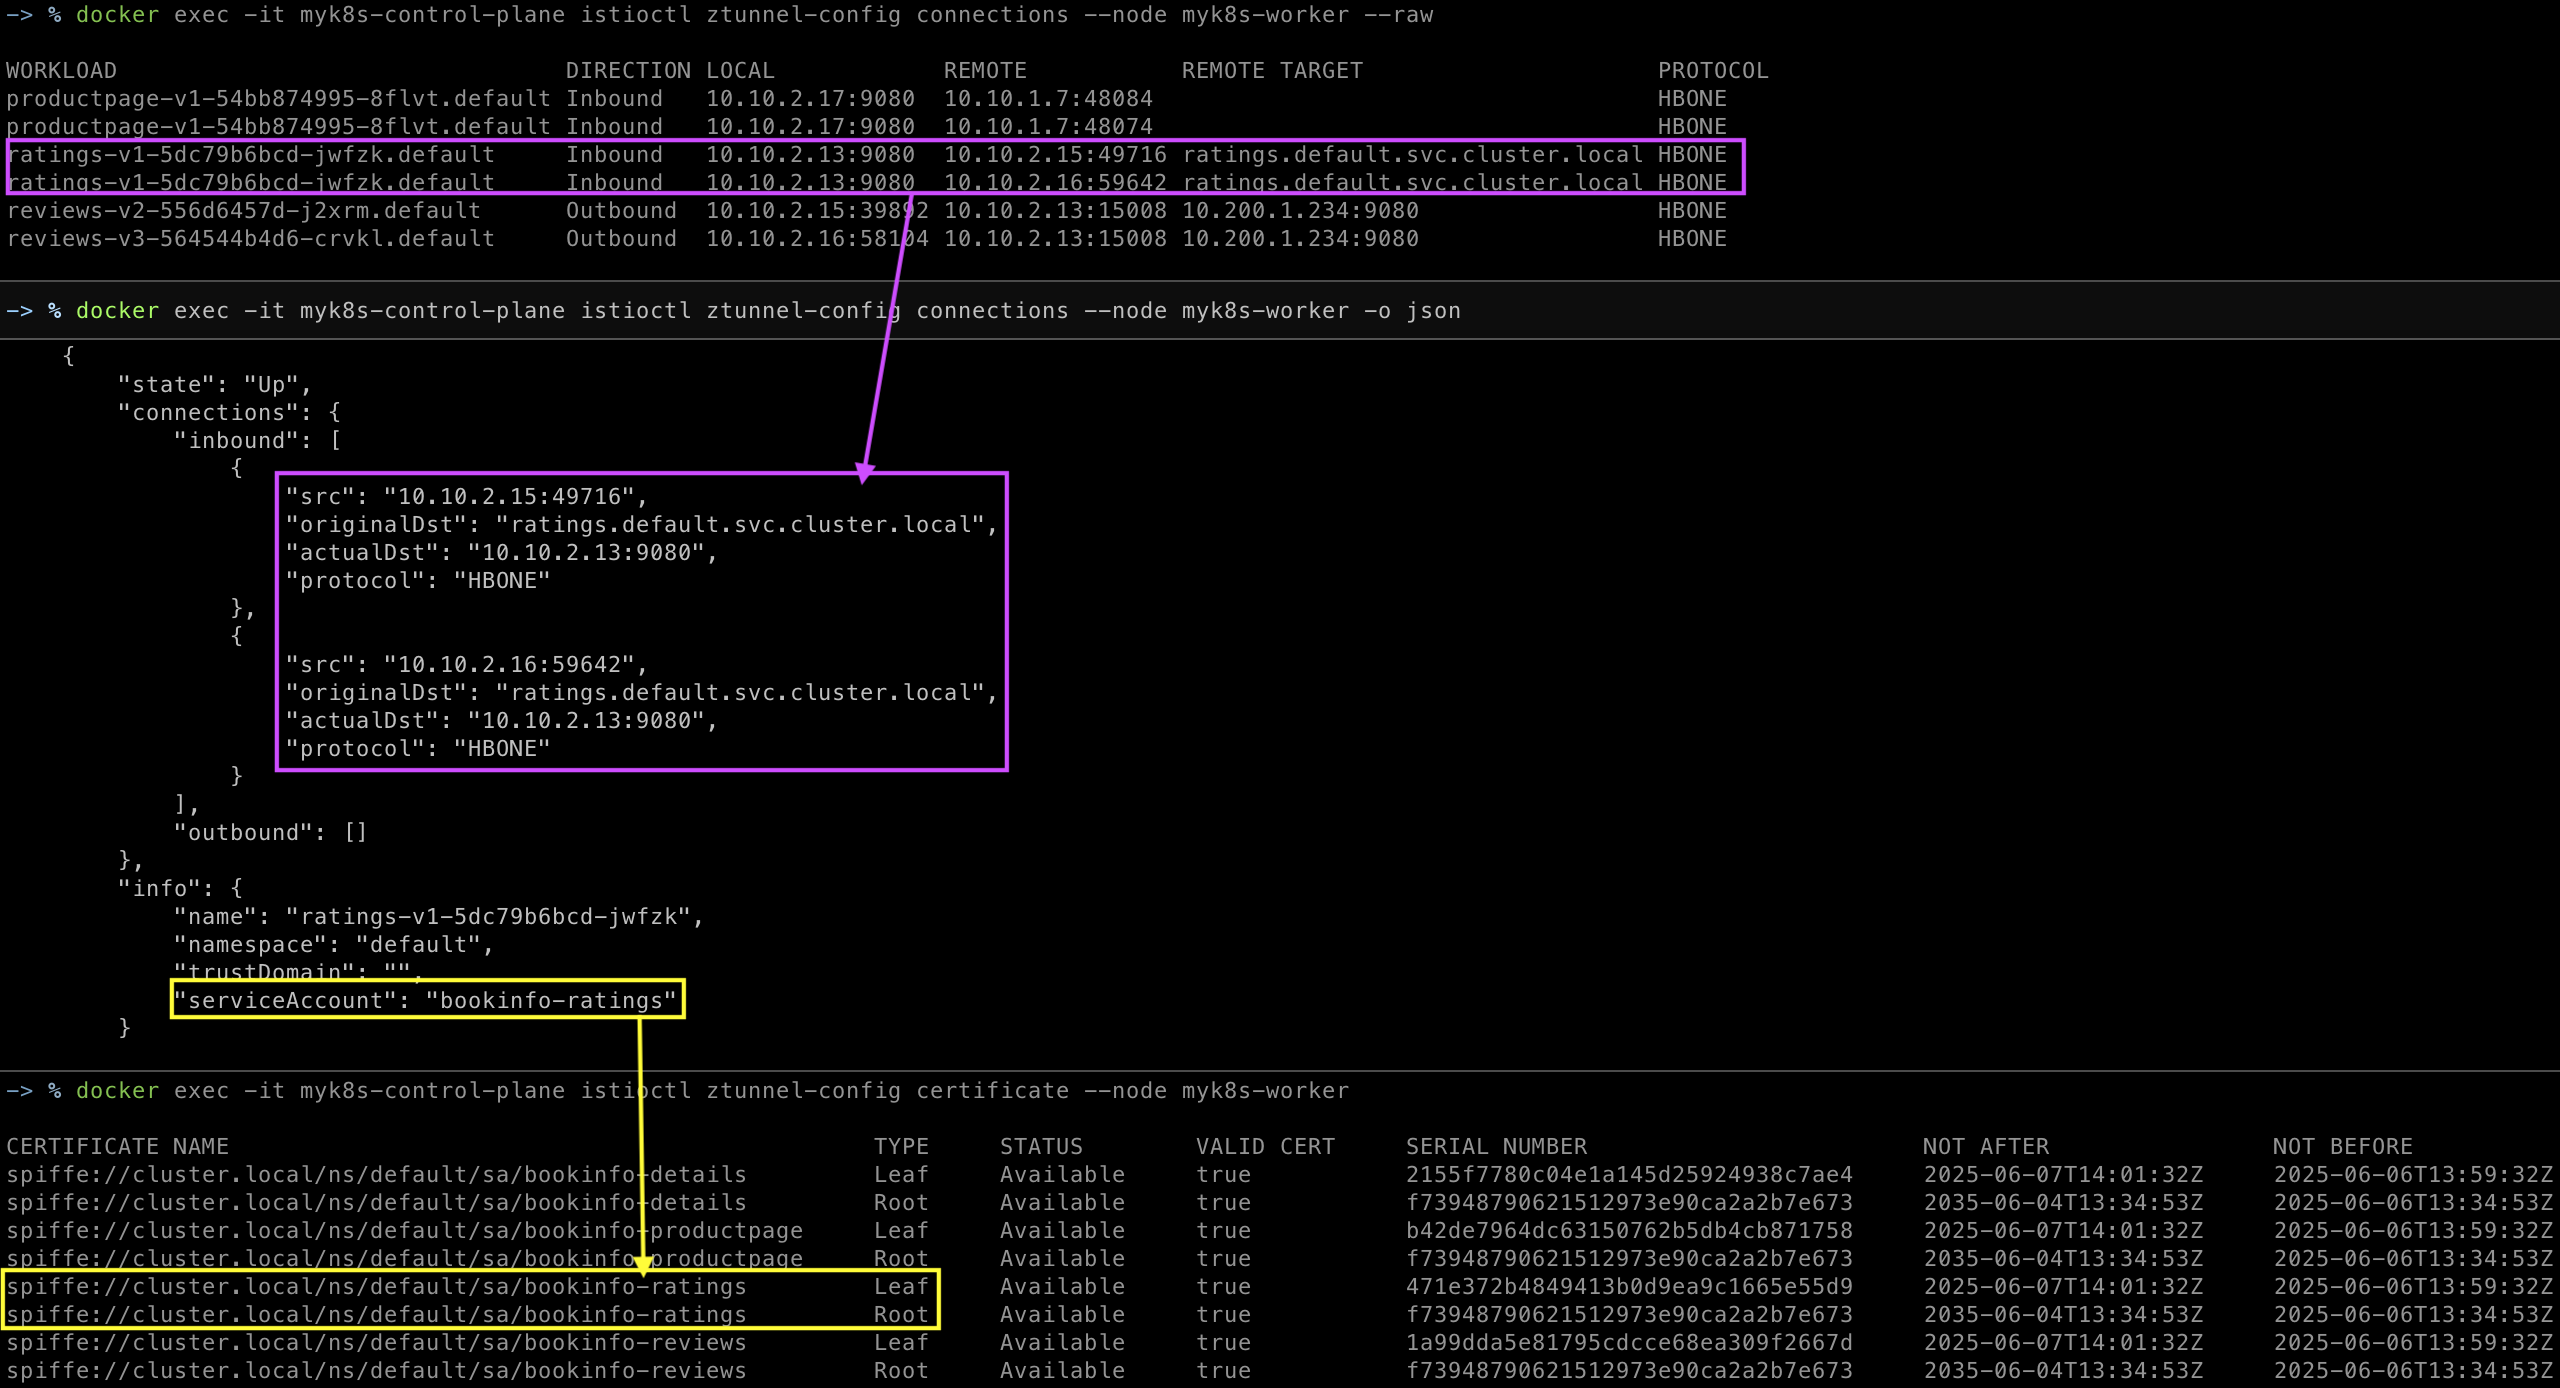 -> % docker exec -it myk8s-control-plane istioctl ztunnel-config connections --node myk8s-worker --raw
WORKLOAD DIRECTION LOCAL REMOTE REMOTE TARGET PROTOCOL
productpage-v1-54bb874995-8flvt.default Inbound 10.10.2.17:9080 10.10.1.7:48084 HBONE
productpage-v1-54bb874995-8flvt.default Inbound 10.10.2.17:9080 10.10.1.7:48074 HBONE
ratings-v1-5dc79b6bcd-jwfzk.default Inbound 10.10.2.13:9080 10.10.2.15:49716 ratings.default.svc.cluster.local HBONE
ratings-v1-5dc79b6bcd-jwfzk.default Inbound 10.10.2.13:9080 10.10.2.16:59642 ratings.default.svc.cluster.local HBONE
reviews-v2-556d6457d-j2xrm.default Outbound 10.10.2.15:39892 10.10.2.13:15008 10.200.1.234:9080 HBONE
reviews-v3-564544b4d6-crvkl.default Outbound 10.10.2.16:58104 10.10.2.13:15008 10.200.1.234:9080 HBONE
-> % docker exec -it myk8s-control-plane istioctl ztunnel-config connections --node myk8s-worker -o json
{
"state": "Up",
"connections": {
"inbound": [
{
"src": "10.10.2.15:49716",
"originalDst": "ratings.default.svc.cluster.local",
"actualDst": "10.10.2.13:9080",
"protocol": "HBONE"
},
{
"src": "10.10.2.16:59642",
"originalDst": "ratings.default.svc.cluster.local",
"actualDst": "10.10.2.13:9080",
"protocol": "HBONE"
}
],
"outbound": []
},
"info": {
"name": "ratings-v1-5dc79b6bcd-jwfzk",
"namespace": "default",
"trustDomain": "",
"serviceAccount": "bookinfo-ratings"
}
-> % docker exec -it myk8s-control-plane istioctl ztunnel-config certificate --node myk8s-worker
CERTIFICATE NAME TYPE STATUS VALID CERT SERIAL NUMBER NOT AFTER NOT BEFORE
spiffe://cluster.local/ns/default/sa/bookinfo-details Leaf Available true 2155f7780c04e1a145d25924938c7ae4 2025-06-07T14:01:32Z 2025-06-06T13:59:32Z
spiffe://cluster.local/ns/default/sa/bookinfo-details Root Available true f73948790621512973e90ca2a2b7e673 2035-06-04T13:34:53Z 2025-06-06T13:34:53Z
spiffe://cluster.local/ns/default/sa/bookinfo-productpage Leaf Available true b42de7964dc63150762b5db4cb871758 2025-06-07T14:01:32Z 2025-06-06T13:59:32Z
spiffe://cluster.local/ns/default/sa/bookinfo-productpage Root Available true f73948790621512973e90ca2a2b7e673 2035-06-04T13:34:53Z 2025-06-06T13:34:53Z
spiffe://cluster.local/ns/default/sa/bookinfo-ratings Leaf Available true 471e372b4849413b0d9ea9c1665e55d9 2025-06-07T14:01:32Z 2025-06-06T13:59:32Z
spiffe://cluster.local/ns/default/sa/bookinfo-ratings Root Available true f73948790621512973e90ca2a2b7e673 2035-06-04T13:34:53Z 2025-06-06T13:34:53Z
spiffe://cluster.local/ns/default/sa/bookinfo-reviews Leaf Available true 1a99dda5e81795cdcce68ea309f2667d 2025-06-07T14:01:32Z 2025-06-06T13:59:32Z
spiffe://cluster.local/ns/default/sa/bookinfo-reviews Root Available true f73948790621512973e90ca2a2b7e673 2035-06-04T13:34:53Z 2025-06-06T13:34:53Z